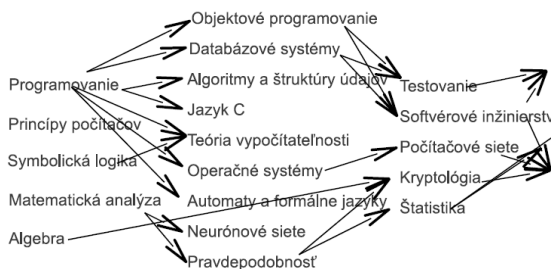 Programovanie
Princípy počítačov
Symbolická logika
Matematická analýza
Algebra
Objektové programovanie
Databázové systémy
Algoritmy a štruktúry údajov
Jazyk C
Teória vypočítateľnosti
Operačné systémy
Automaty a formálne jazyky
Neurónové siete
Pravdepodobnosť
Testovanie
Softvérové inžinierstv
Počítačové siete
Kryptológia
Štatistika